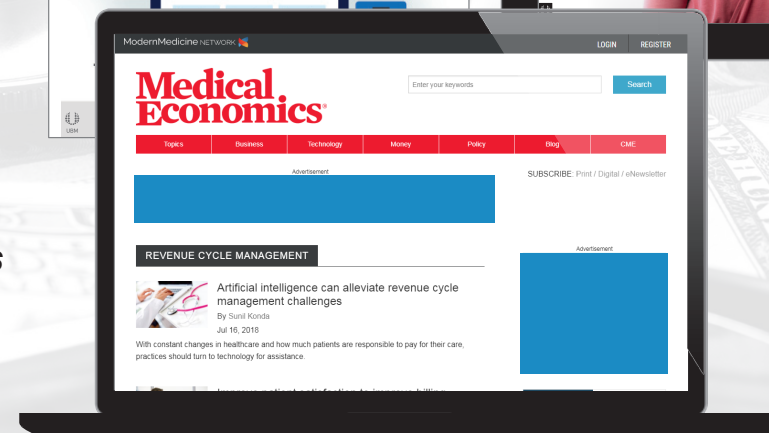 ModernMedicine NETWORK
LOGIN REGISTER
Medical
Economics®
Enter your keywords
Search
Topics Business Technology Money Policy Blog CME
Advertisement
SUBSCRIBE: Print / Digital / eNewsletter
UBM
REVENUE CYCLE MANAGEMENT
Advertisement
Artificial intelligence can alleviate revenue cycle
management challenges
By Sunil Konda
Jul 16, 2018
With constant changes in healthcare and how much patients are responsible to pay for their care,
practices should turn to technology for assistance.